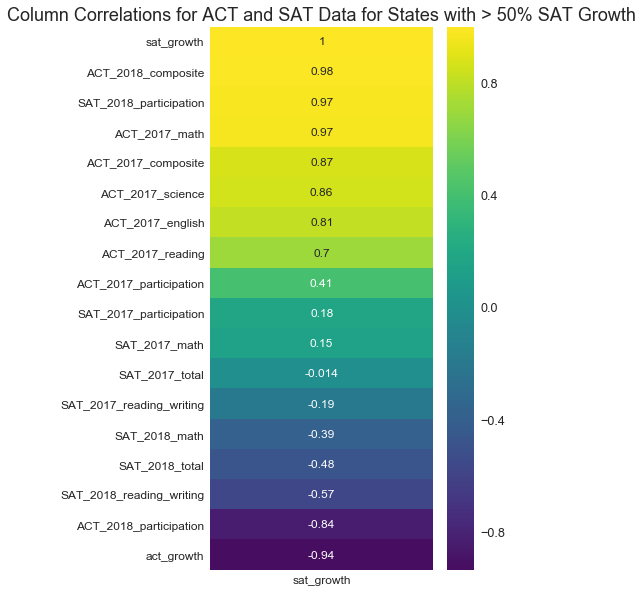 Column Correlations for ACT and SAT Data for States with > 50% SAT Growth
sat_growth 1
ACT_2018_composite 0.98
SAT_2018_participation 0.97
ACT_2017_math 0.97
ACT_2017_composite 0.87
ACT_2017_science 0.86
ACT_2017_english 0.81
ACT_2017_reading 0.7
ACT_2017_participation 0.41
SAT_2017_participation 0.18
SAT_2017_math 0.15
SAT_2017_total -0.014
SAT_2017_reading_writing -0.19
SAT_2018_math -0.39
SAT_2018_total -0.48
SAT_2018_reading_writing -0.57
ACT_2018_participation -0.84
act_growth -0.94
sat_growth
0.8
0.4
0.0
−0.4
−0.8